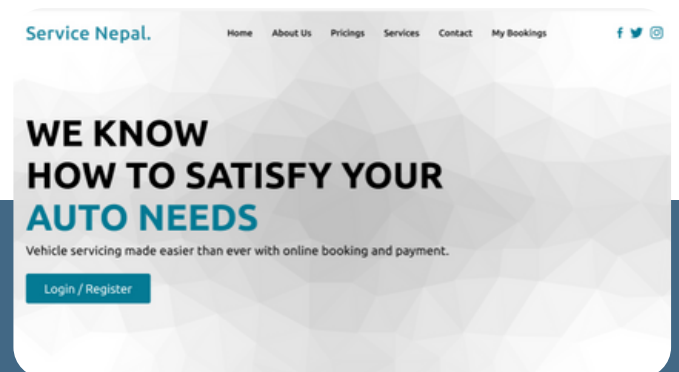 Service Nepal.
Home About Us Pricings Services Contact My Bookings
WE KNOW
HOW TO SATISFY YOUR
AUTO NEEDS
Vehicle servicing made easier than ever with online booking and payment.
Login / Register